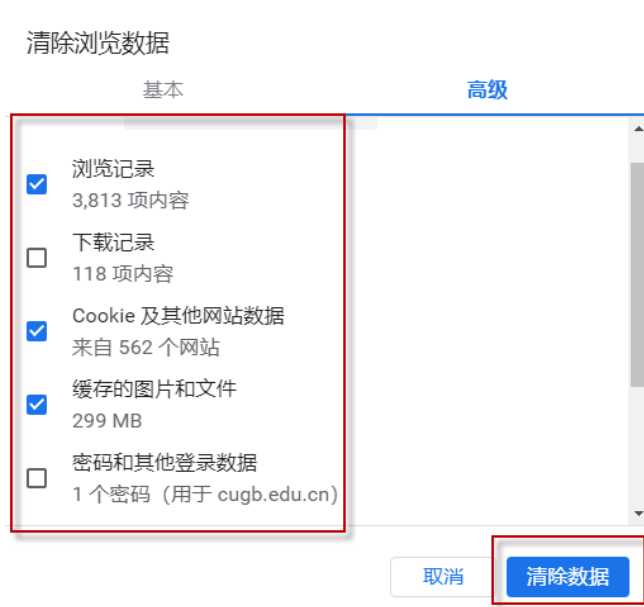 清除浏览数据
基本
高级
浏览记录
3,813 项内容
下载记录
118 项内容
Cookie 及其他网站数据
来自 562 个网站
缓存的图片和文件
299 MB
密码和其他登录数据
1 个密码（用于 cugb.edu.cn）
取消
清除数据